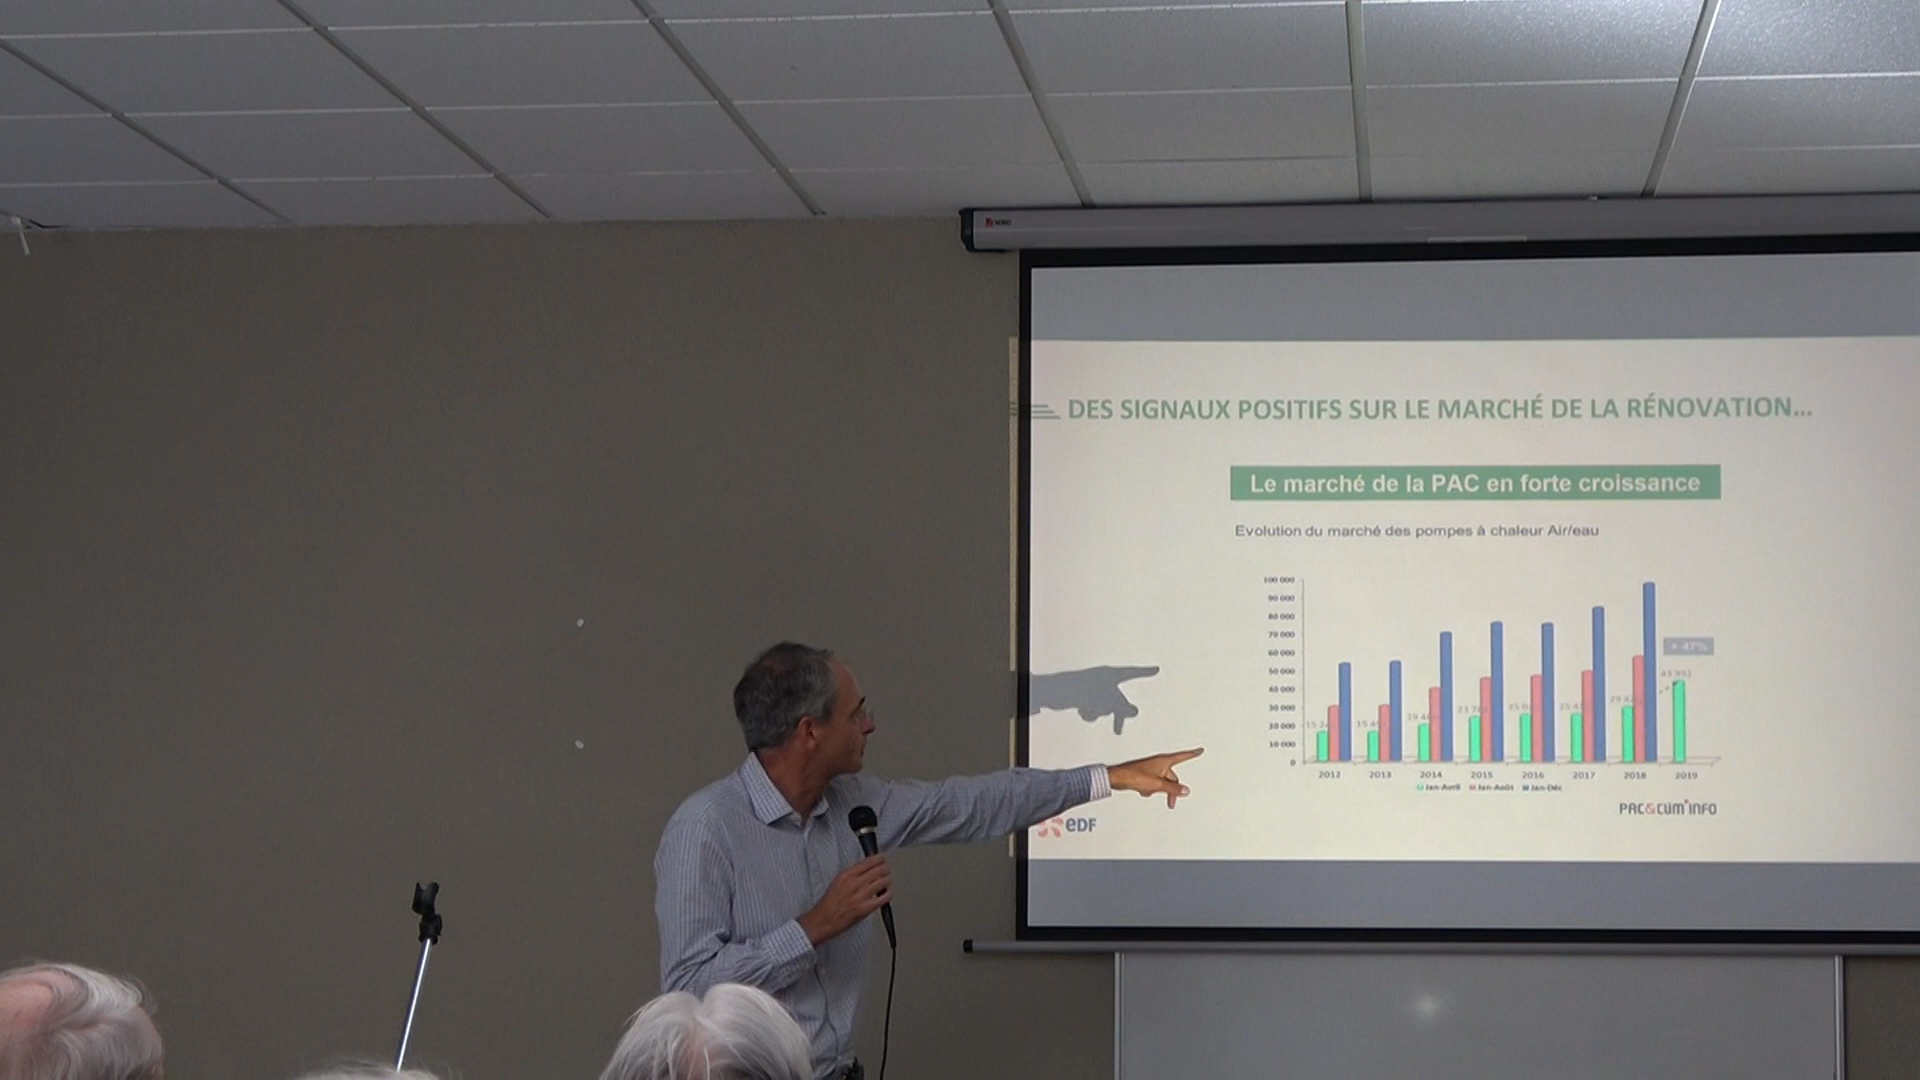 DES SIGNAUX POSITIFS SUR LE MARCHÉ DE LA RÉNOVATION...
Le marché de la PAC en forte croissance
Evolution du marché des pompes à chaleur Air/eau
100 000
90 000
80 000
70 000
60 000
50 000
40 000
30 000
20 000
10 000
0
+ 47%
2012 2013 2014 2015 2016 2017 2018 2019
Jan-Avril Jan-Août Jan-Déc
PAC&CLIM'INFO
eDF